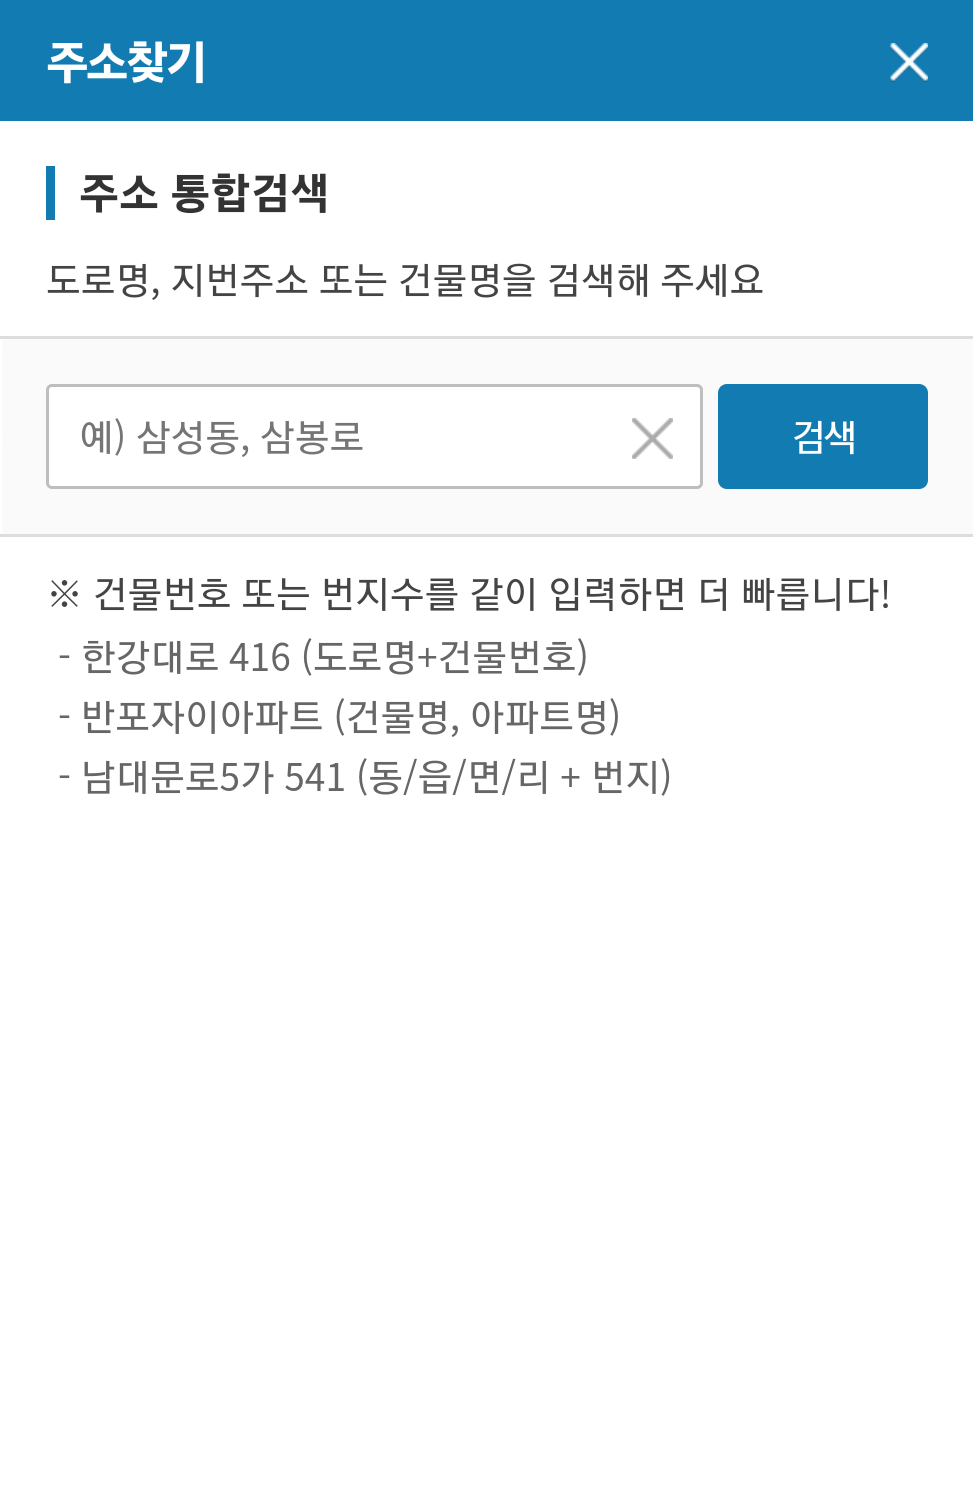 주소찾기
주소 통합검색
도로명, 지번주소 또는 건물명을 검색해 주세요
예) 삼성동, 삼봉로
검색
※ 건물번호 또는 번지수를 같이 입력하면 더 빠릅니다!
- 한강대로 416 (도로명+건물번호)
- 반포자이아파트 (건물명, 아파트명)
- 남대문로5가 541 (동/읍/면/리 + 번지)